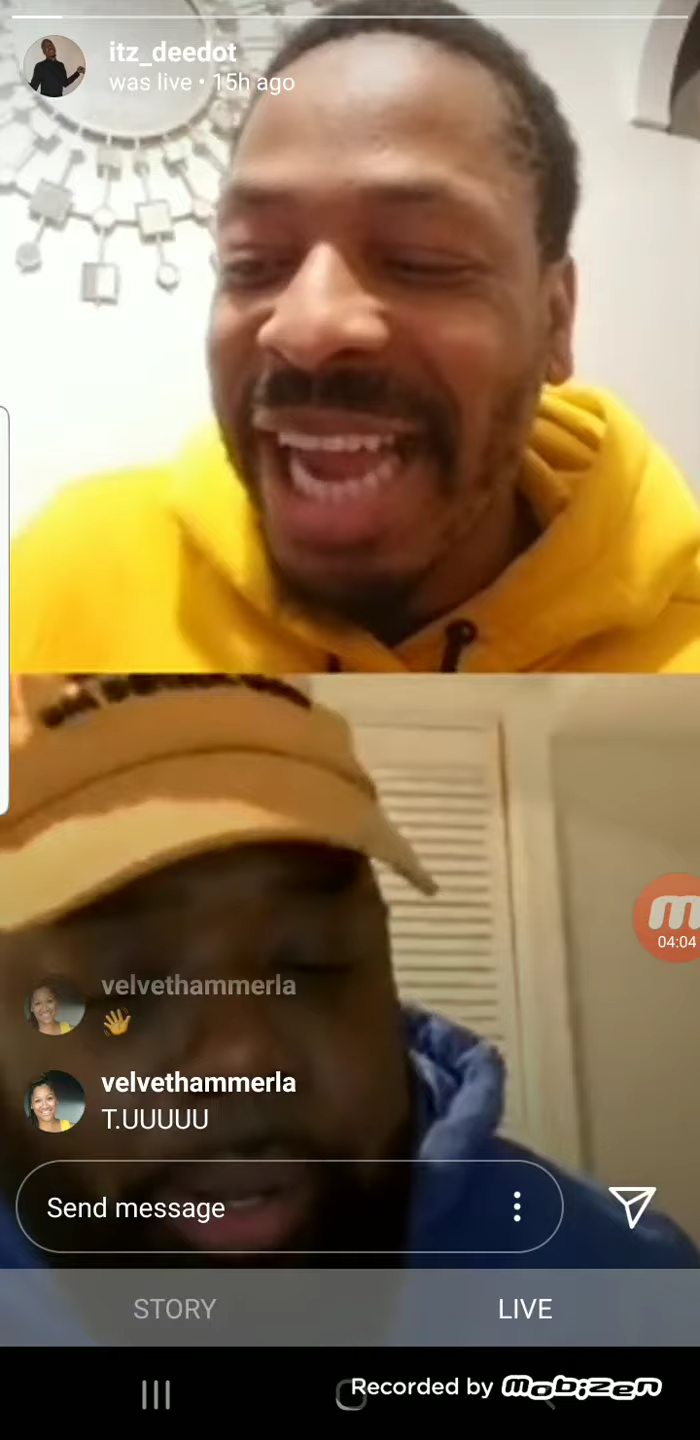 itz_deedot
was live • 15h ago
velvethammerla
velvethammerla
T.UUUUU
04:04
Send message
STORY
LIVE
Recorded by mobizen